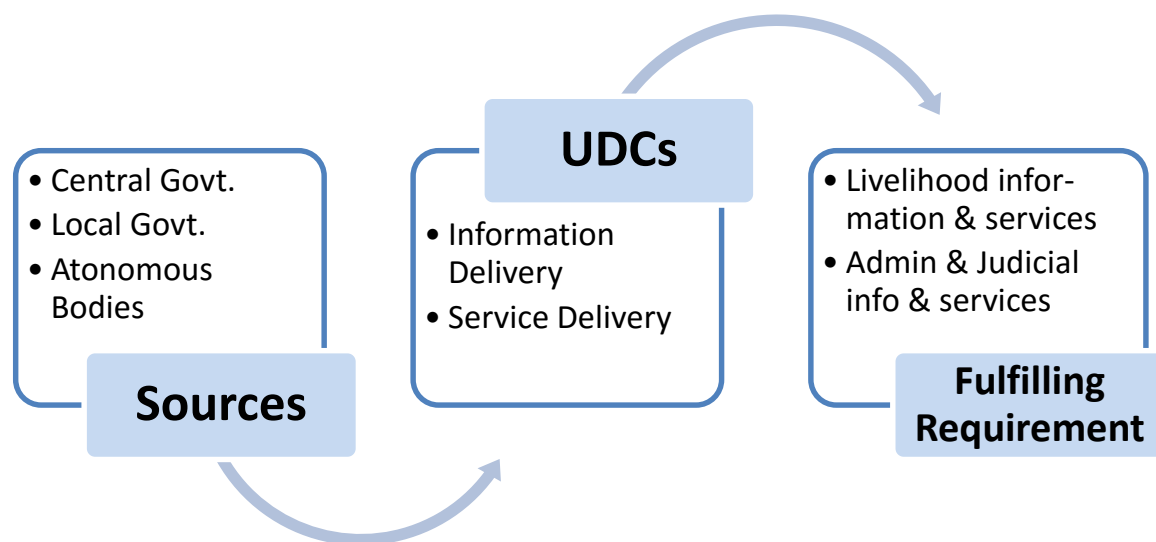 • Central Govt.
• Local Govt.
• Atonomous
Bodies
Sources
UDCs
• Information
Delivery
• Service Delivery
• Livelihood infor-
mation & services
• Admin & Judicial
info & services
Fulfilling
Requirement